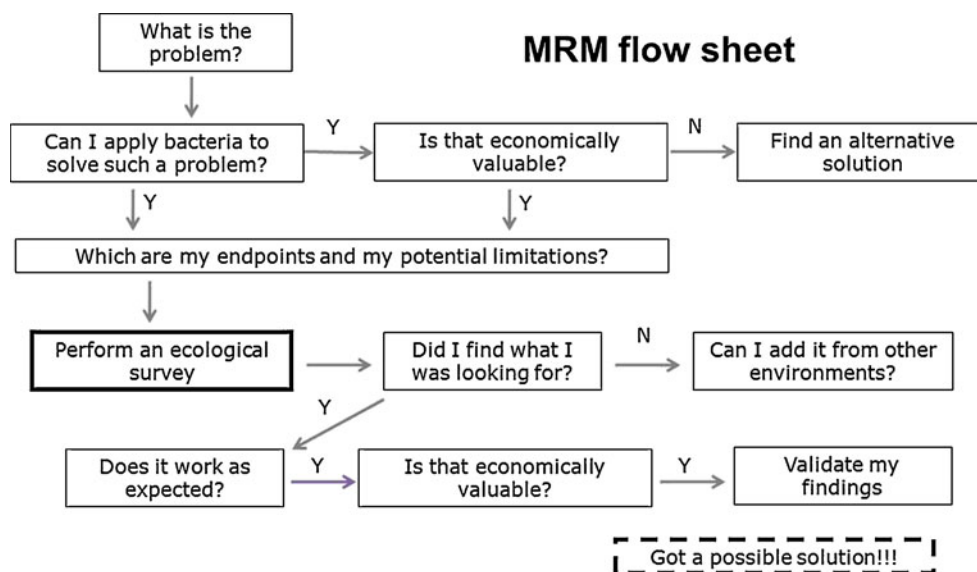 What is the
problem?
MRM flow sheet
Can I apply bacteria to
solve such a problem?
Y
Is that economically
valuable?
N
Find an alternative
solution
Y
Y
Which are my endpoints and my potential limitations?
Perform an ecological
survey
Did I find what I
was looking for?
N
Can I add it from other
environments?
Y
Does it work as
expected?
Y
Is that economically
valuable?
Y
Validate my
findings
Got a possible solution!!!